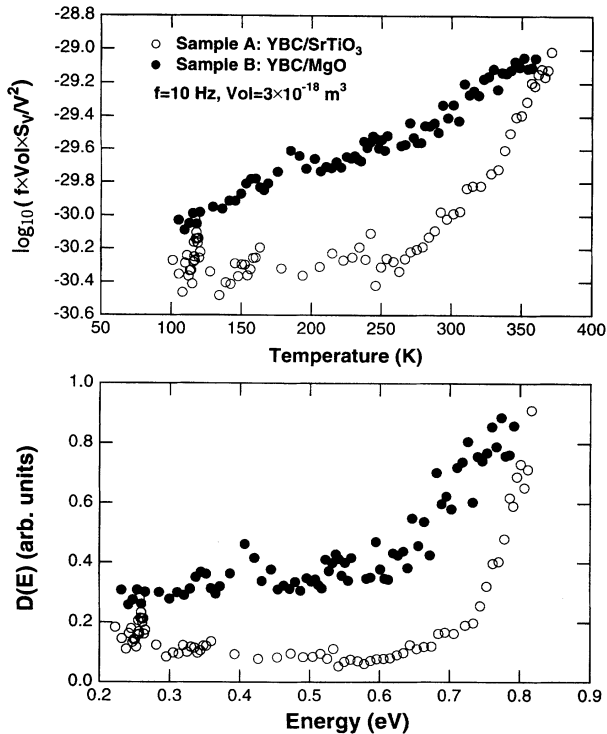 -28.8
-29.0
-29.2
-29.4
-29.6
-29.8
-30.0
-30.2
-30.4
-30.6
log₁₀( f×Vol×Sᵥ/V²)
Sample A: YBC/SrTiO₃
Sample B: YBC/MgO
f=10 Hz, Vol=3×10⁻¹⁸ m³
50 100 150 200 250 300 350 400
Temperature (K)
1.0
0.8
0.6
0.4
0.2
0.0
D(E) (arb. units)
0.2 0.3 0.4 0.5 0.6 0.7 0.8 0.9
Energy (eV)